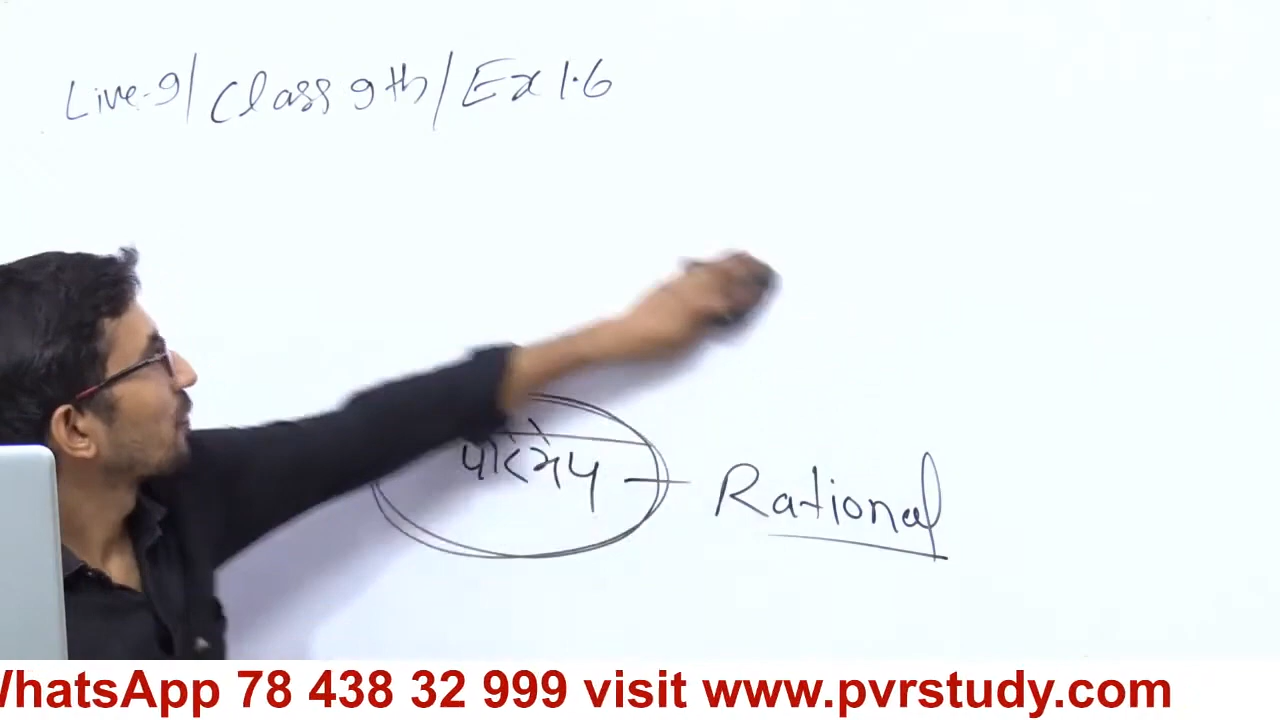 Live-9/Class 9th/Ex 1.6
परिमेय — Rational
WhatsApp 78 438 32 999 visit www.pvrstudy.com